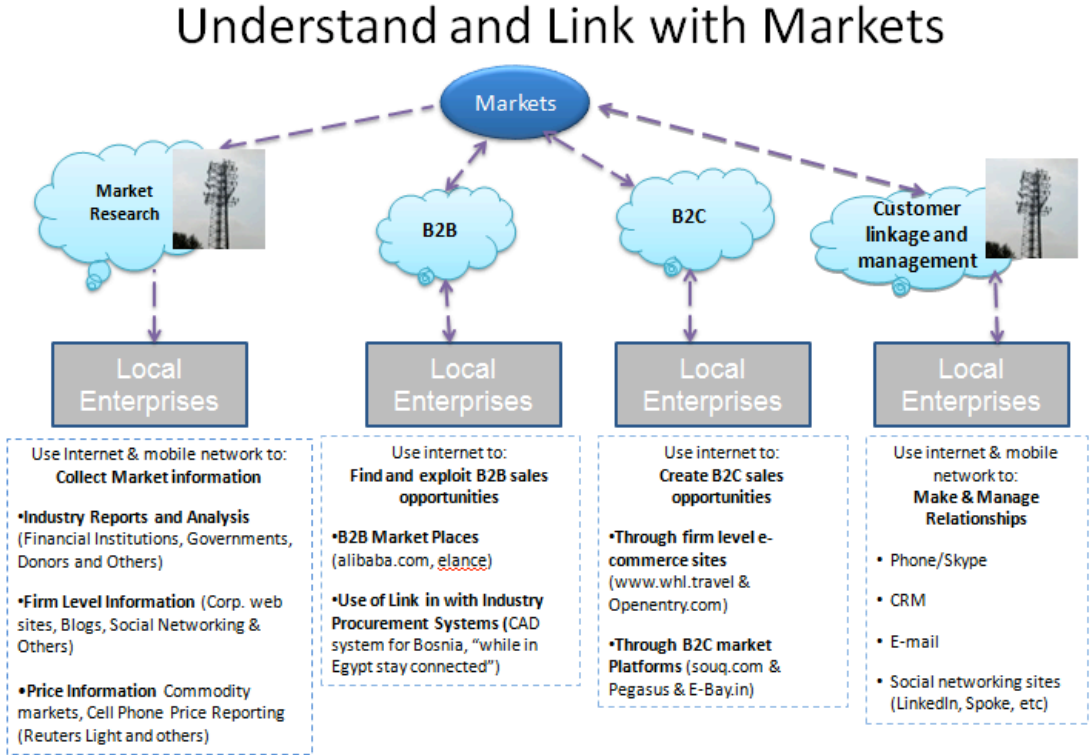 Understand and Link with Markets
Markets
Market
Research
B2B
B2C
Customer
linkage and
management
Local
Enterprises
Local
Enterprises
Local
Enterprises
Local
Enterprises
Use Internet & mobile network to:
Collect Market information
•Industry Reports and Analysis
(Financial Institutions, Governments,
Donors and Others)
•Firm Level Information (Corp. web
sites, Blogs, Social Networking &
Others)
•Price Information Commodity
markets, Cell Phone Price Reporting
(Reuters Light and others)
Use internet to:
Find and exploit B2B sales
opportunities
•B2B Market Places
(alibaba.com, elance)
•Use of Link in with Industry
Procurement Systems (CAD
system for Bosnia, “while in
Egypt stay connected”)
Use internet to:
Create B2C sales
opportunities
•Through firm level e-
commerce sites
(www.whl.travel &
Openentry.com)
•Through B2C market
Platforms (souq.com &
Pegasus & E-Bay.in)
Use internet & mobile
network to:
Make & Manage
Relationships
• Phone/Skype
• CRM
• E-mail
• Social networking sites
(LinkedIn, Spoke, etc)